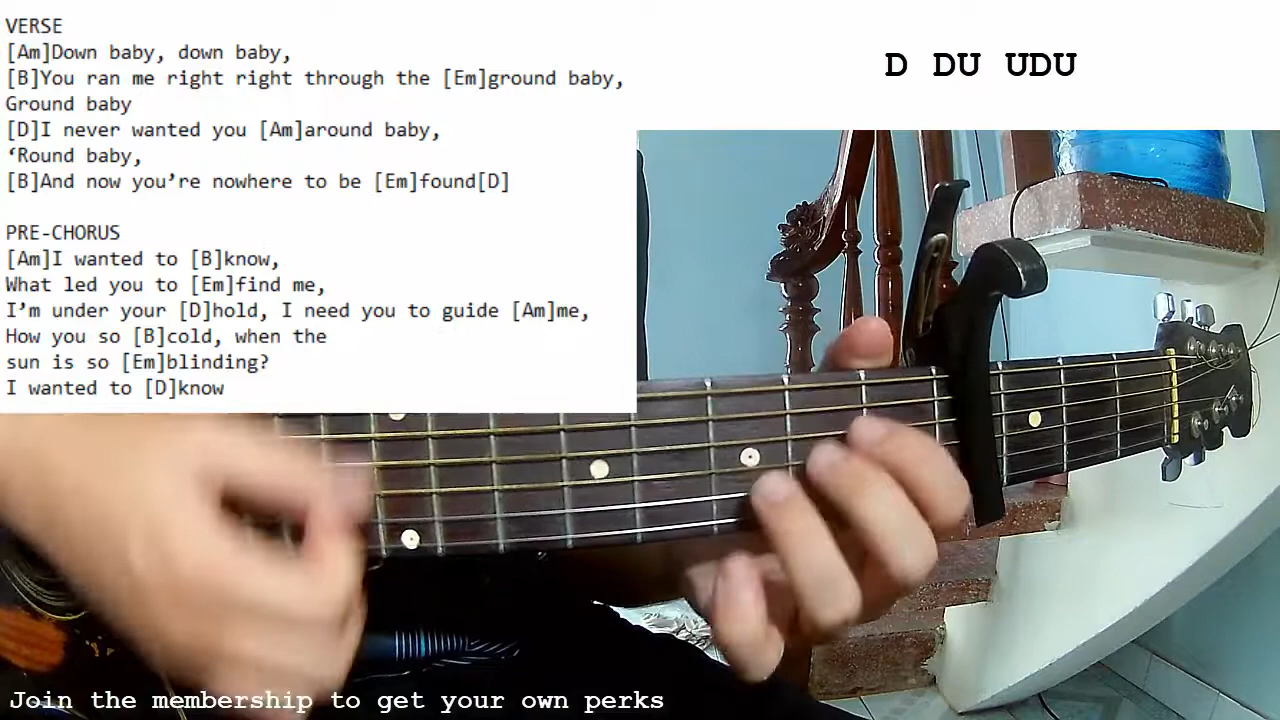 VERSE
[Am]Down baby, down baby,
[B]You ran me right right through the [Em]ground baby,
Ground baby
[D]I never wanted you [Am]around baby,
‘Round baby,
[B]And now you’re nowhere to be [Em]found[D]
PRE-CHORUS
[Am]I wanted to [B]know,
What led you to [Em]find me,
I’m under your [D]hold, I need you to guide [Am]me,
How you so [B]cold, when the
sun is so [Em]blinding?
I wanted to [D]know
D DU UDU
Join the membership to get your own perks